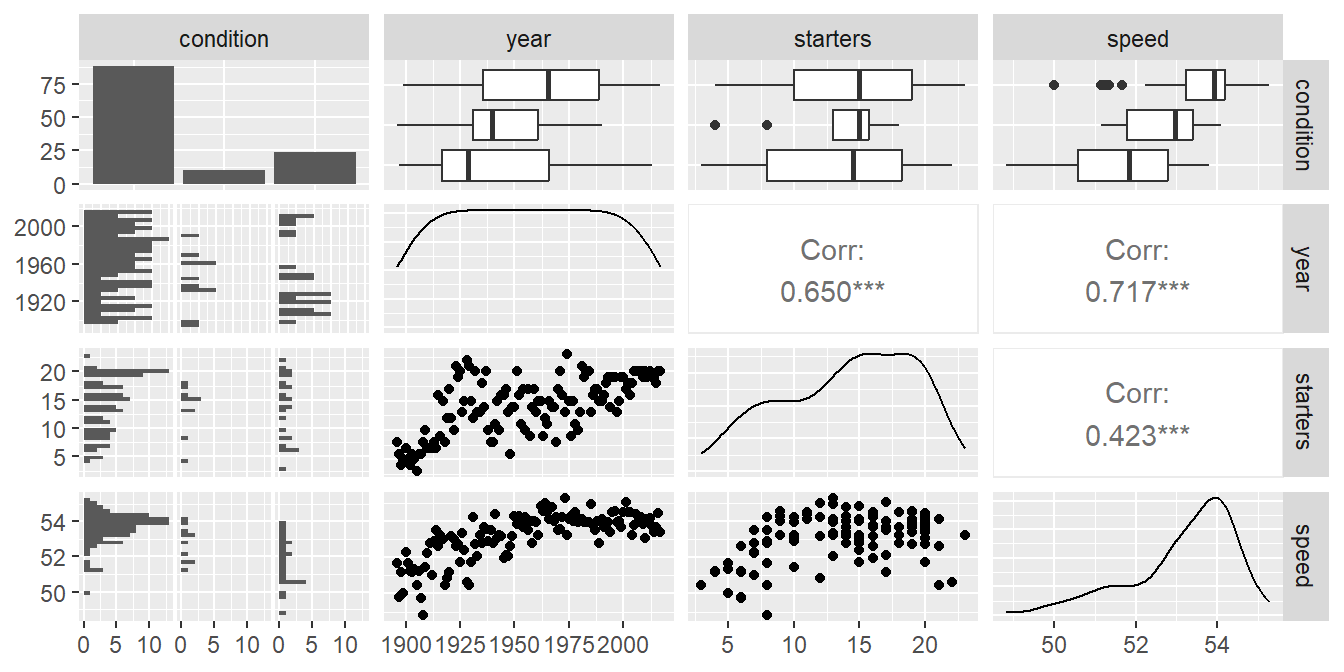 condition year starters speed
75
50
25
0
condition
2000
1960
1920
Corr:
0.650***
Corr:
0.717***
year
20
15
10
5
Corr:
0.423***
starters
54
52
50
speed
0 5 10 0 5 10 0 5 10
1900 1925 1950 1975 2000
5 10 15 20
50 52 54